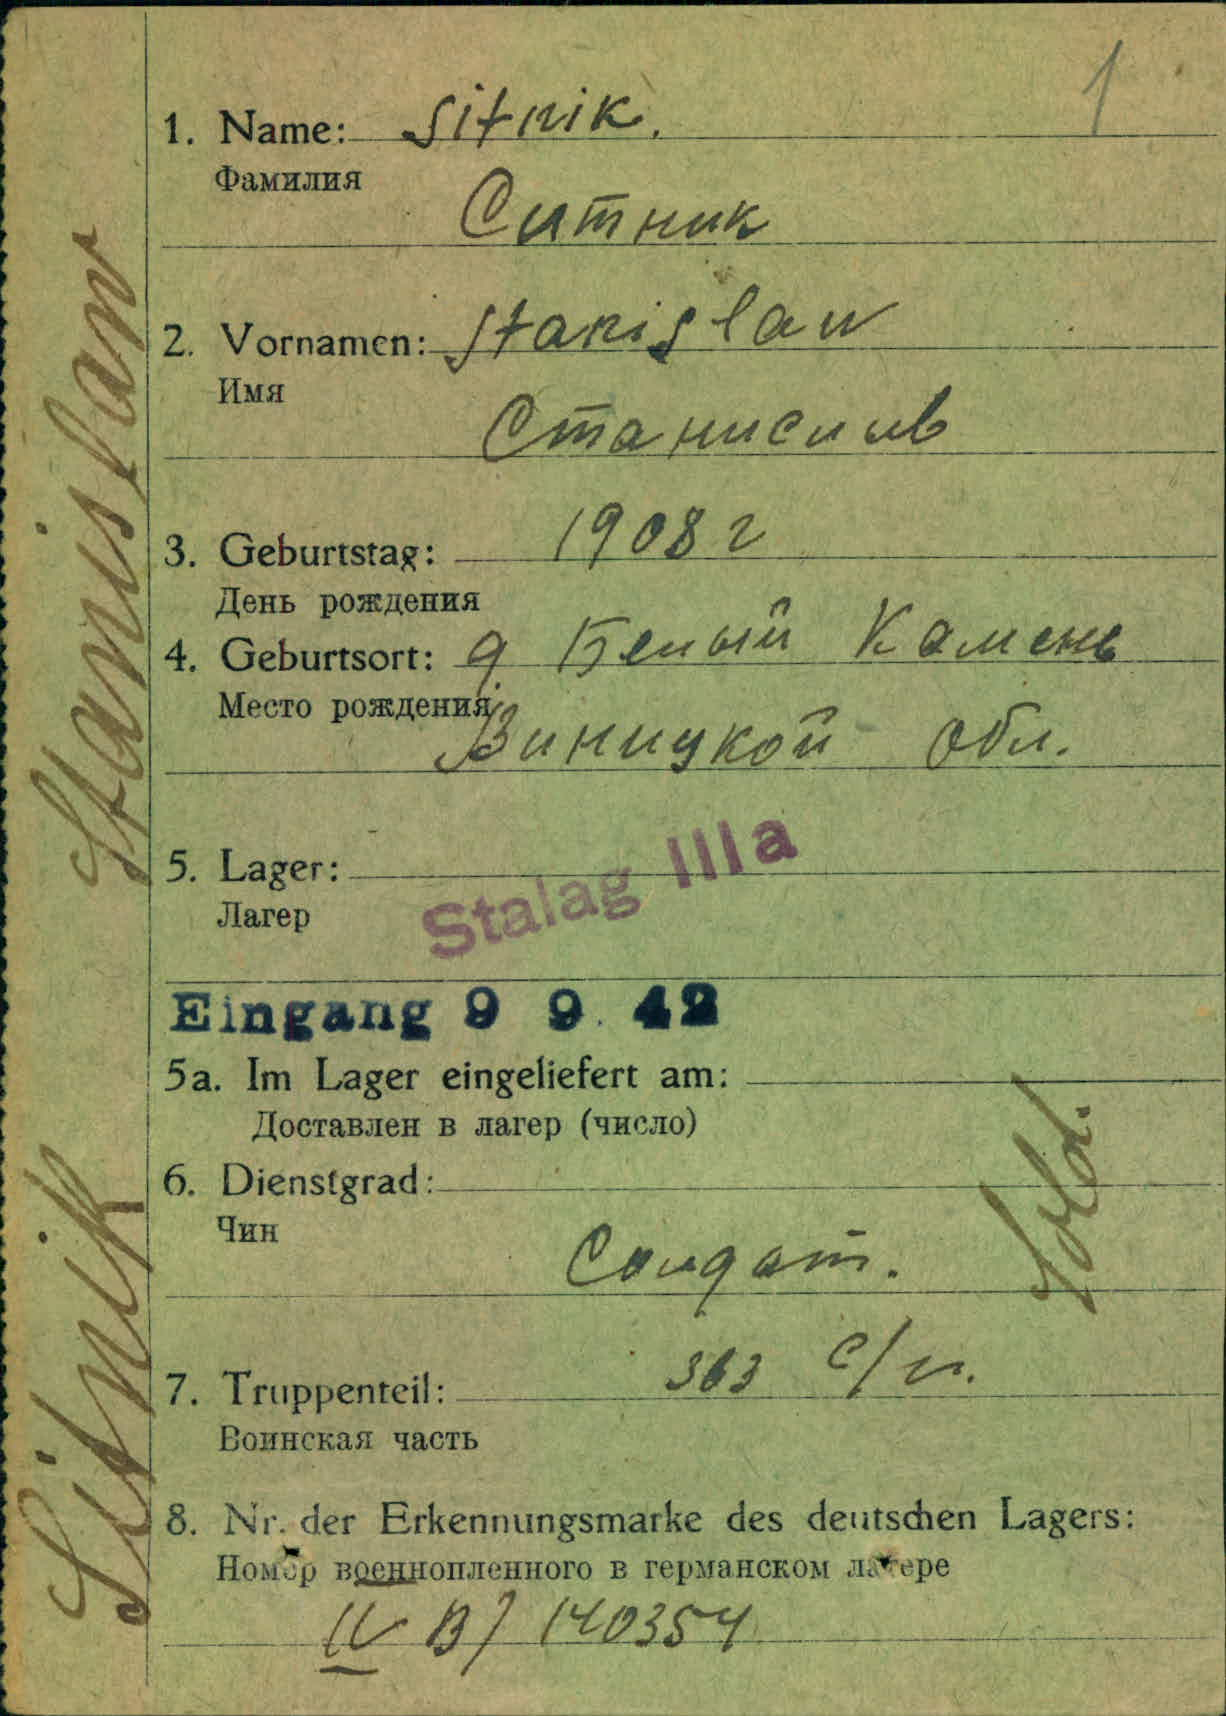 1
1. Name: Sitnik.
Фамилия
Ситник
2. Vornamen: Stanislaw
Имя
Станислав
3. Geburtstag: 1908 г
День рождения
4. Geburtsort: д Белый Камень
Место рождения
Виницкой обл.
5. Lager:
Лагер
Stalag IIIa
Eingang 9 9. 42
5a. Im Lager eingeliefert am:
Доставлен в лагер (число)
6. Dienstgrad:
Чин
Солдат.
Sold.
7. Truppenteil: 363 с/п.
Воинская часть
8. Nr. der Erkennungsmarke des deutschen Lagers:
Номер военнопленного в германском лагере
IV B/ 140354
Sitnik Stanislaw